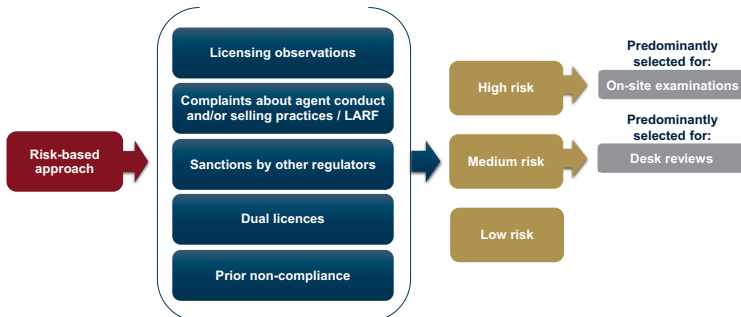 Risk-based
approach
Licensing observations
Complaints about agent conduct
and/or selling practices / LARF
Sanctions by other regulators
Dual licences
Prior non-compliance
High risk
Medium risk
Low risk
Predominantly
selected for:
On-site examinations
Predominantly
selected for:
Desk reviews